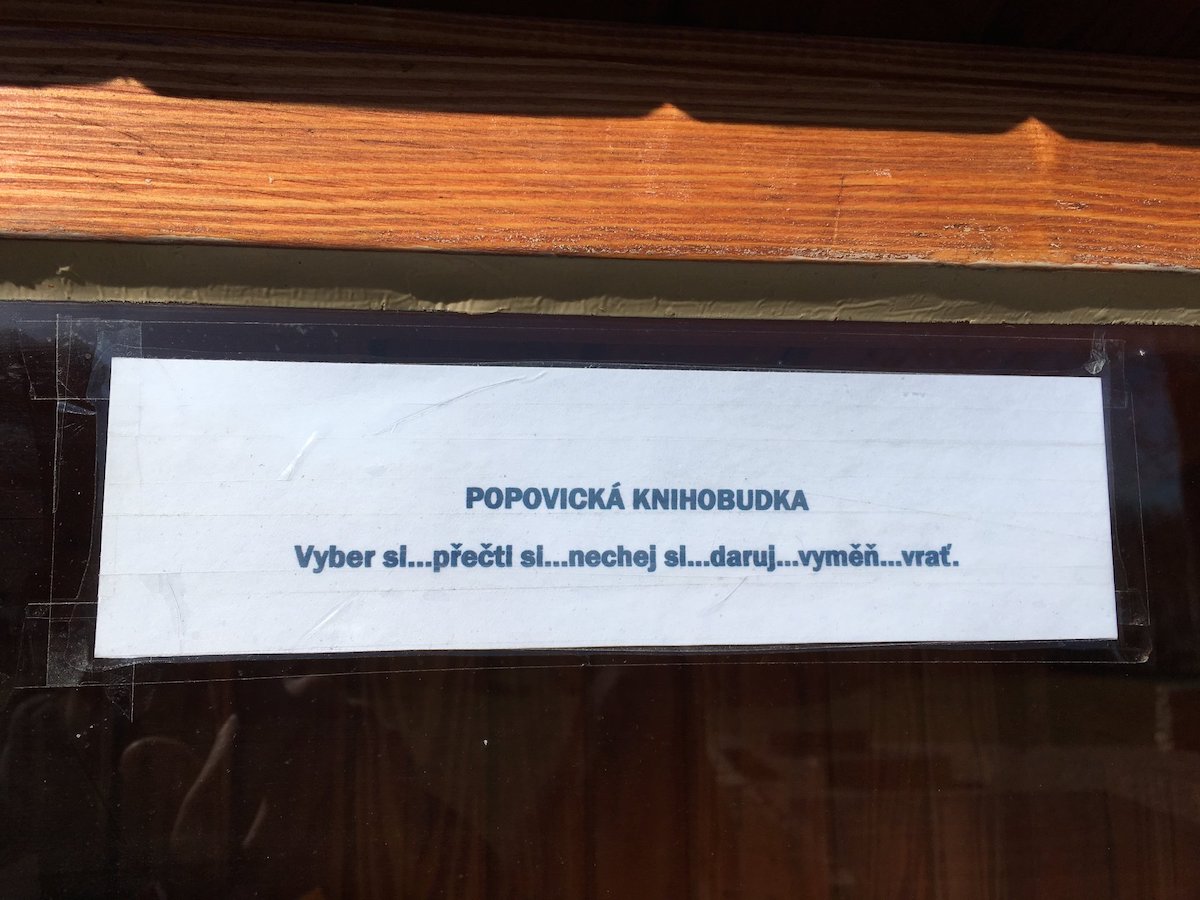 POPOVICKÁ KNIHOBUDKA
Vyber si...přečti si...nechej si...daruj...vyměň...vrať.